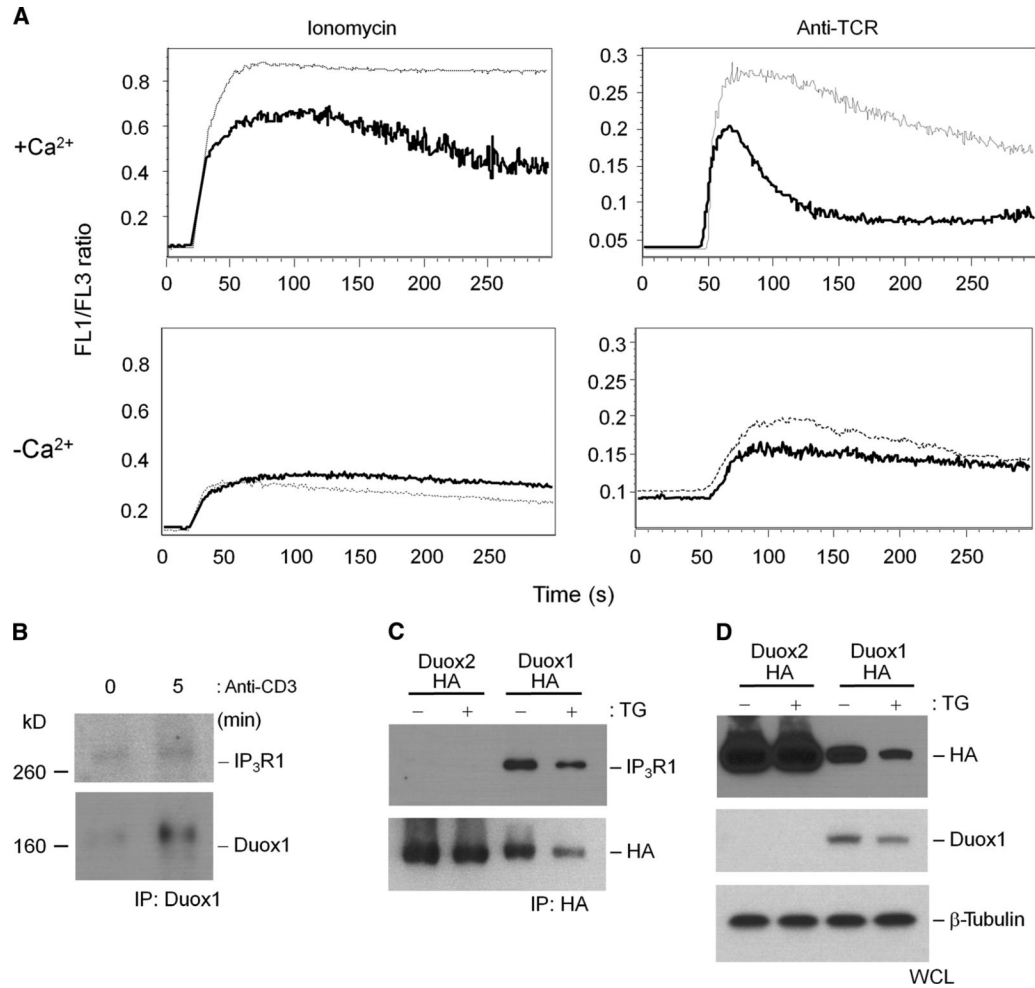 A
Ionomycin
Anti-TCR
+Ca²⁺
0.8
0.6
0.4
0.2
0 50 100 150 200 250
0.3
0.25
0.2
0.15
0.1
0.05
0 50 100 150 200 250
FL1/FL3 ratio
-Ca²⁺
0.8
0.6
0.4
0.2
0 50 100 150 200 250
0.3
0.25
0.2
0.15
0.1
0 50 100 150 200 250
Time (s)
B
0 5 : Anti-CD3
kD (min)
260 – – IP₃R1
160 – – Duox1
IP: Duox1
C
Duox2 Duox1
HA HA
– + – + : TG
– IP₃R1
– HA
IP: HA
D
Duox2 Duox1
HA HA
– + – + : TG
– HA
– Duox1
– β-Tubulin
WCL